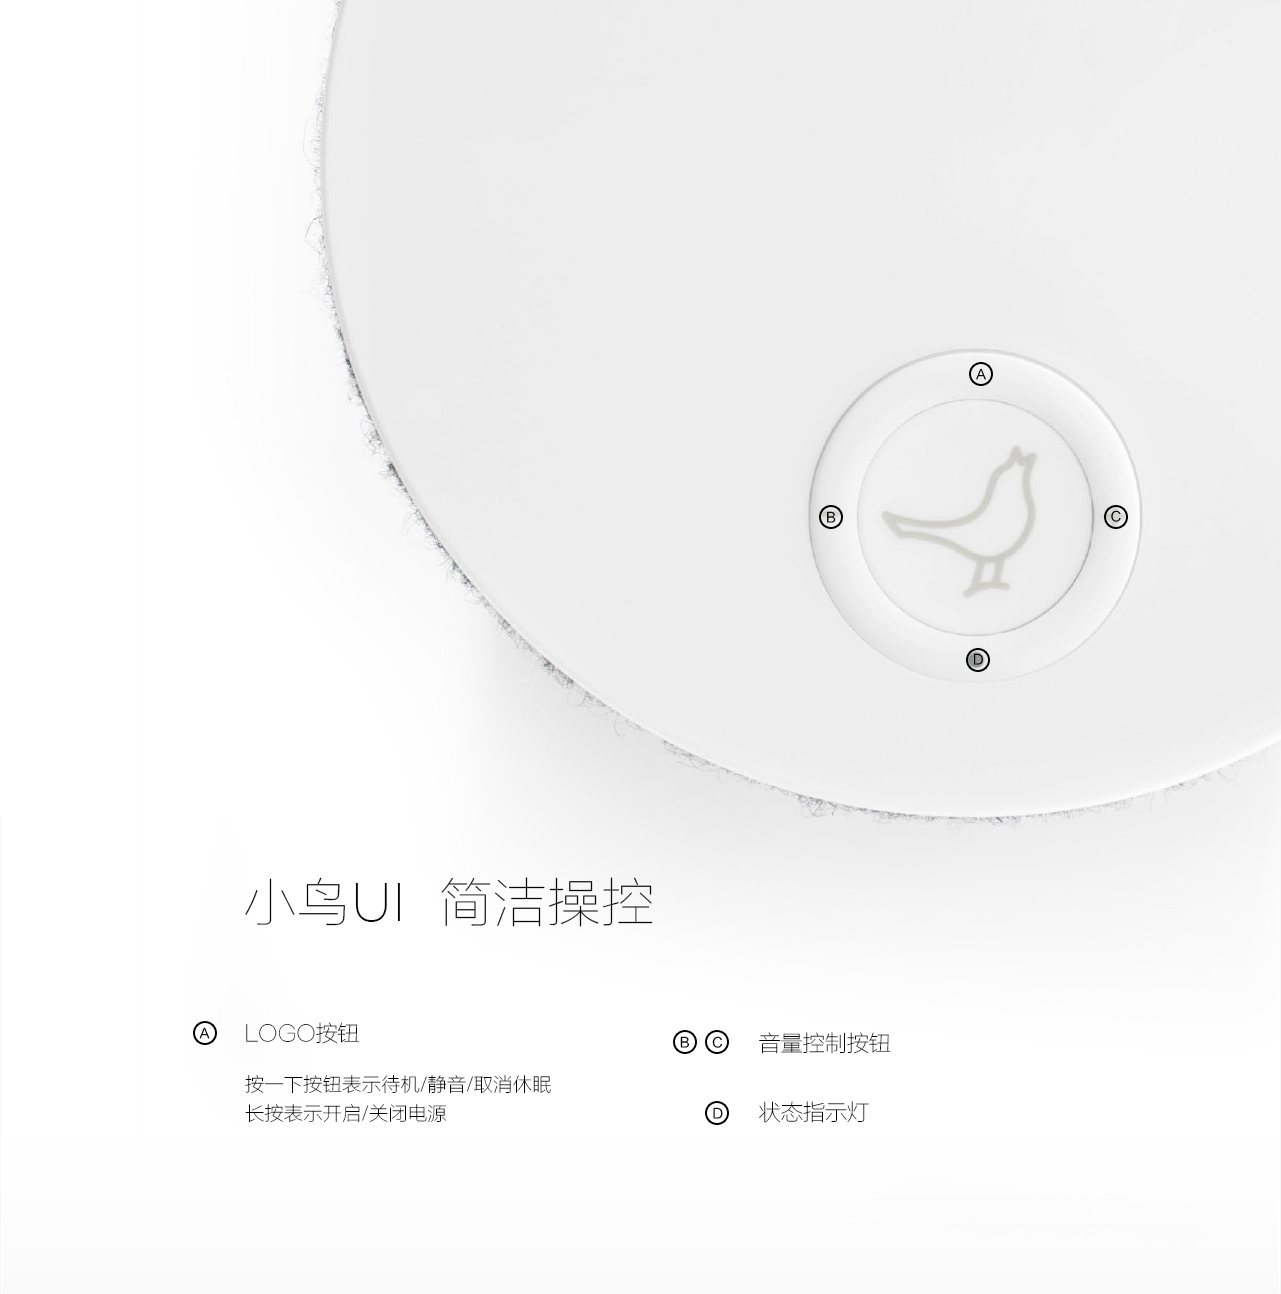 A
B
C
D
小鸟UI 简洁操控
A LOGO按钮
按一下按钮表示待机/静音/取消休眠
长按表示开启/关闭电源
B C 音量控制按钮
D 状态指示灯